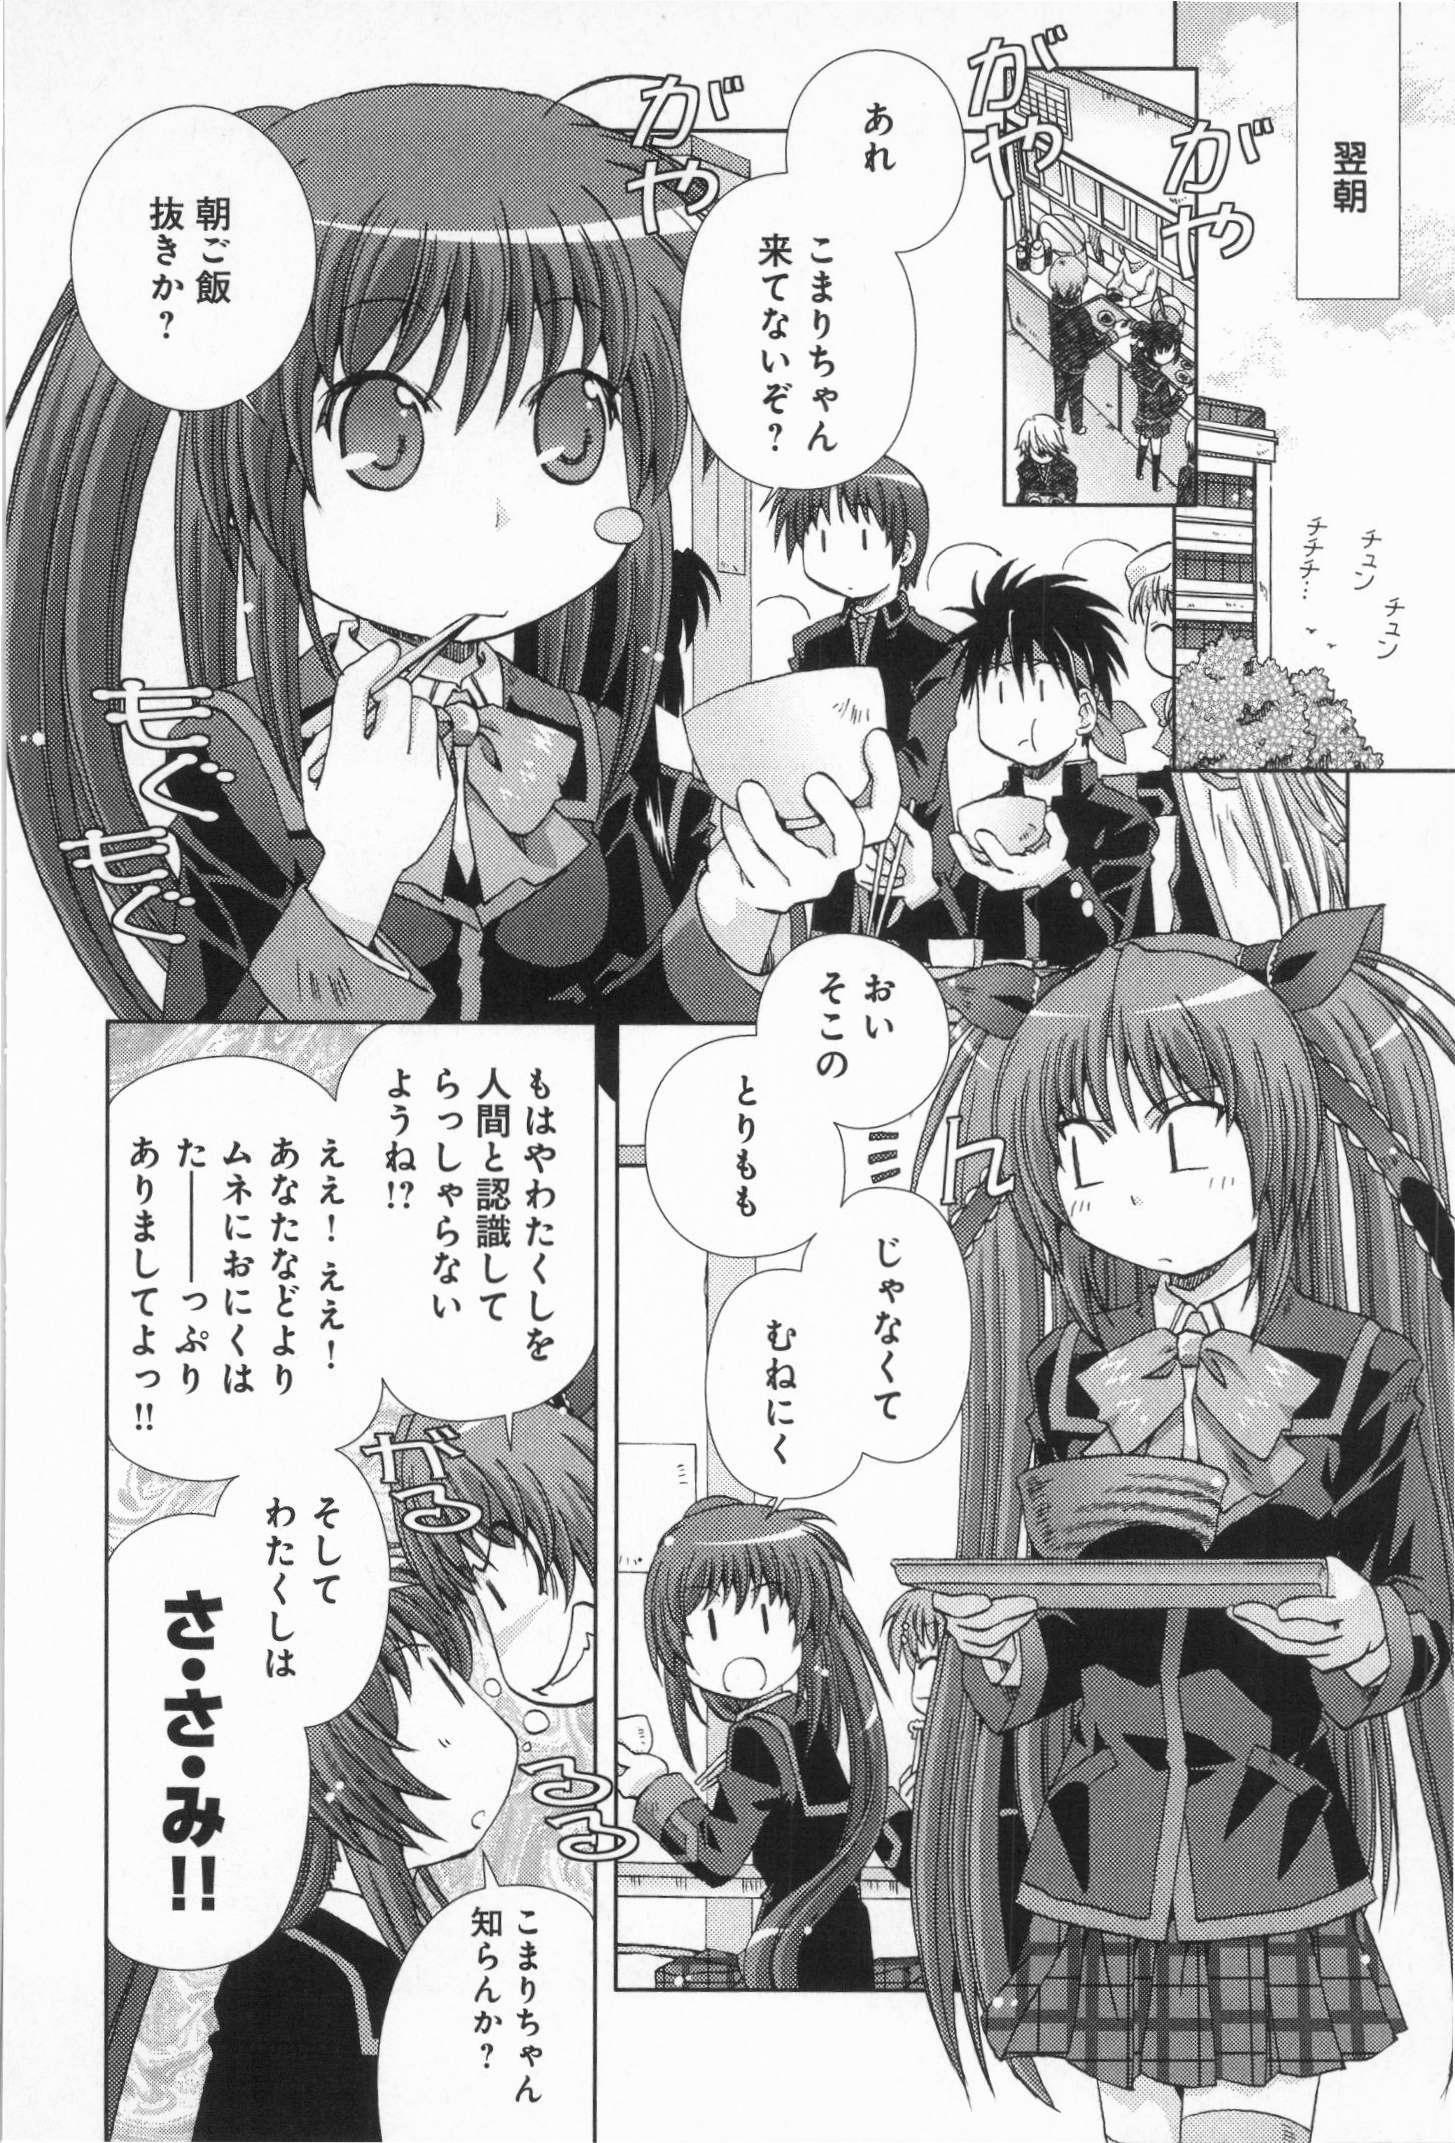 翌朝
チュン
チュン
チチチ…
がや
がや
がや
あれ
こまりちゃん
来てないぞ?
朝ご飯
抜きか?
もぐ
もぐ
おい
そこの
とりもも
じゃなくて
むねにく
もはやわたくしを
人間と認識して
らっしゃらない
ようね!?
ええ!ええ!
あなたなどより
ムネにおにくは
た――っぷり
ありましてよっ!!
そして
わたくしは
さ・さ・み!!
がる
るる
るる
こまりちゃん
知らんか?